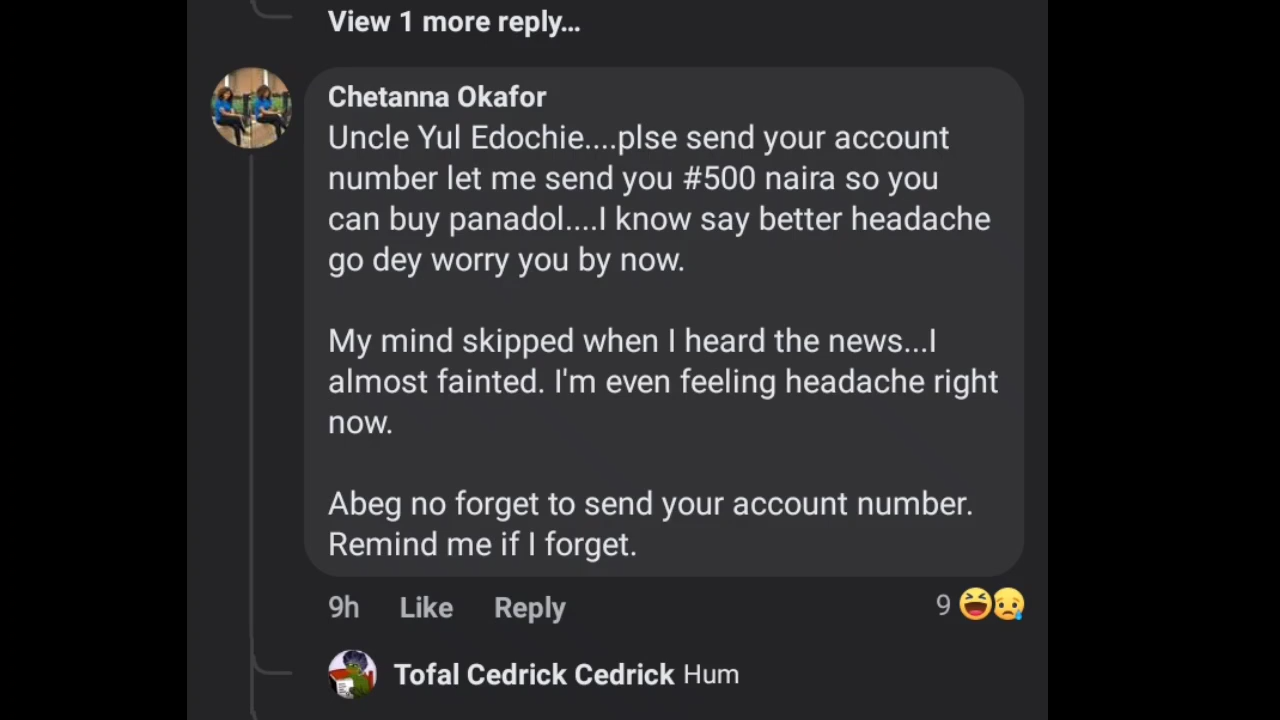 View 1 more reply...
Chetanna Okafor
Uncle Yul Edochie....plse send your account
number let me send you #500 naira so you
can buy panadol....I know say better headache
go dey worry you by now.
My mind skipped when I heard the news...I
almost fainted. I'm even feeling headache right
now.
Abeg no forget to send your account number.
Remind me if I forget.
9h Like Reply 9
Tofal Cedrick Cedrick Hum